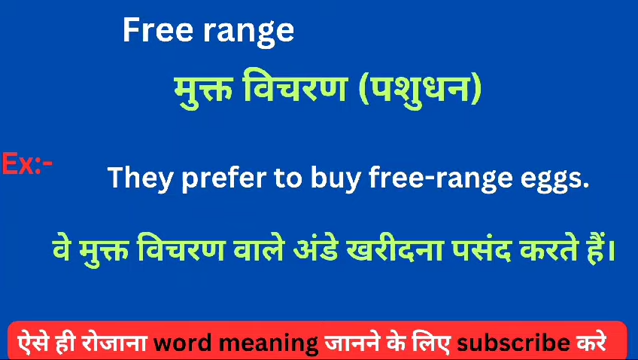 Free range
मुक्त विचरण (पशुधन)
Ex:-
They prefer to buy free-range eggs.
वे मुक्त विचरण वाले अंडे खरीदना पसंद करते हैं।
ऐसे ही रोजाना word meaning जानने के लिए subscribe करे